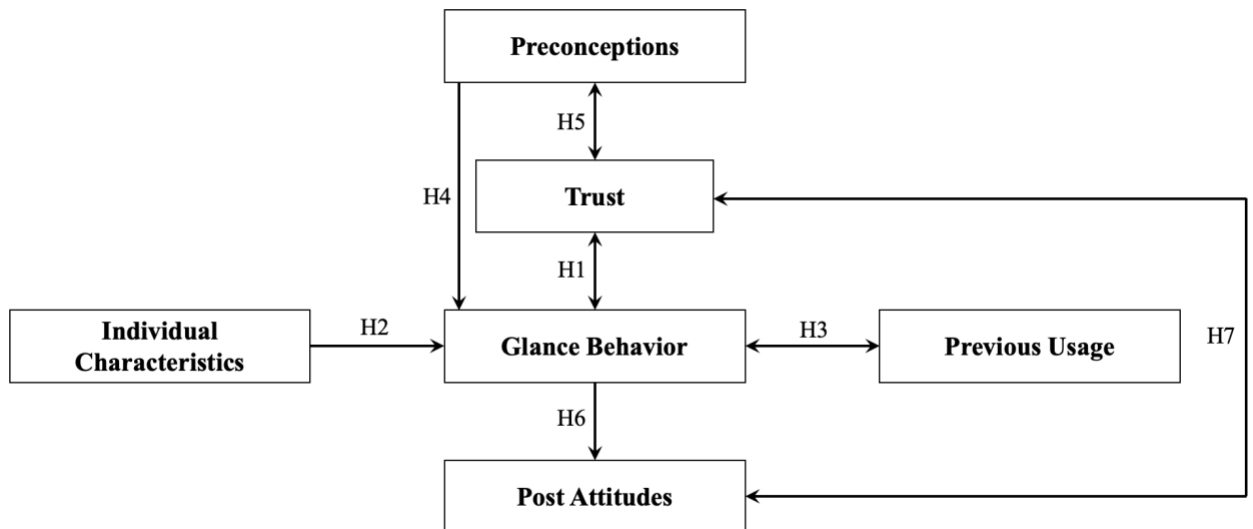 Preconceptions
H5
Trust
H4
H1
Individual
Characteristics
H2
Glance Behavior
H3
Previous Usage
H7
H6
Post Attitudes